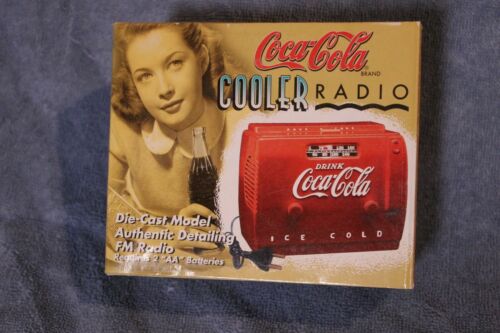 Coca-Cola
BRAND
COOLER RADIO
DRINK
Coca-Cola
ICE COLD
Die-Cast Model
Authentic Detailing
FM Radio
Requires 2 "AA" Batteries